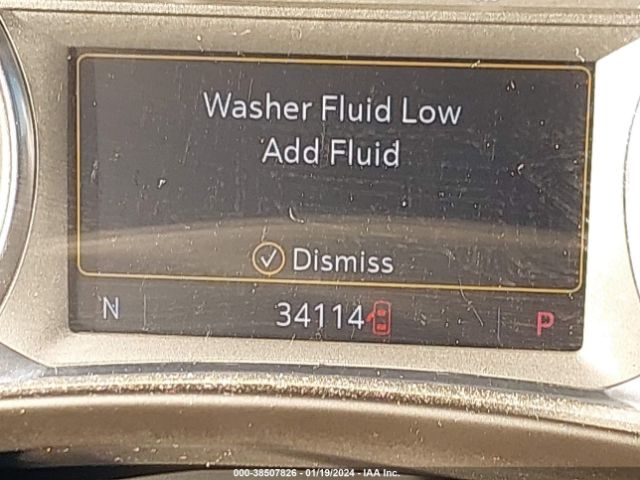 Washer Fluid Low
Add Fluid
Dismiss
N 34114 P
000-38507826 - 01/19/2024 - IAA Inc.